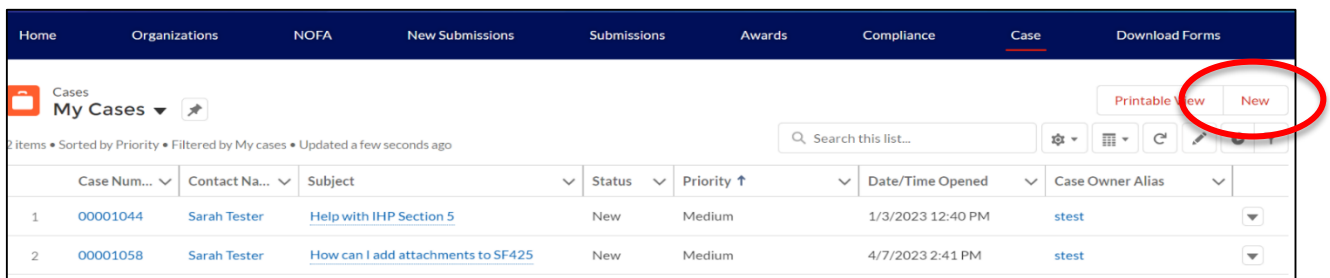 Home Organizations NOFA New Submissions Submissions Awards Compliance Case Download Forms
Cases
My Cases
Printable View New
2 items • Sorted by Priority • Filtered by My cases • Updated a few seconds ago
Search this list...
Case Num... Contact Na... Subject Status Priority ↑ Date/Time Opened Case Owner Alias
1 00001044 Sarah Tester Help with IHP Section 5 New Medium 1/3/2023 12:40 PM stest
2 00001058 Sarah Tester How can I add attachments to SF425 New Medium 4/7/2023 2:41 PM stest